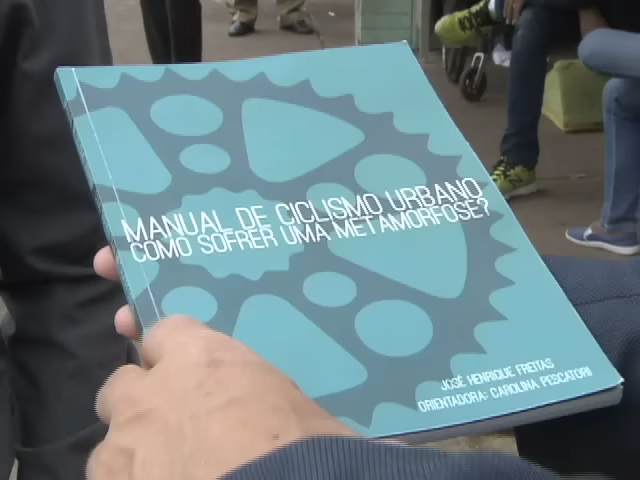 MANUAL DE CICLISMO URBANO
COMO SOFRER UMA METAMORFOSE?
JOSÉ HENRIQUE FREITAS
ORIENTADORA: CAROLINA PESCATORI